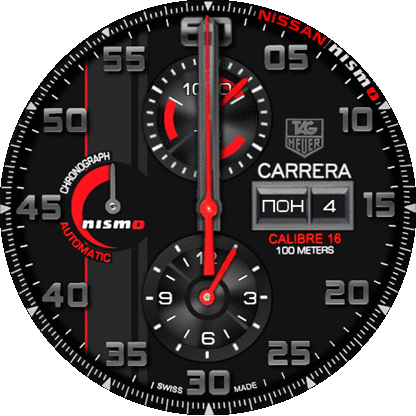 NISSAN nismo
60
55
05
50
10
10
TAG
HEUER
CARRERA
CHRONOGRAPH
nismo
AUTOMATIC
45
ПОН 4
15
CALIBRE 16
100 METERS
12
9 3
6
40
20
35
25
30
SWISS MADE